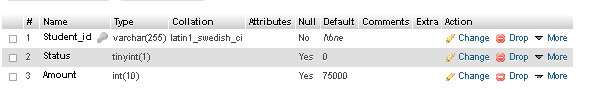 # Name Type Collation Attributes Null Default Comments Extra Action
1 Student_id varchar(255) latin1_swedish_ci No None Change Drop More
2 Status tinyint(1) Yes 0 Change Drop More
3 Amount int(10) Yes 75000 Change Drop More